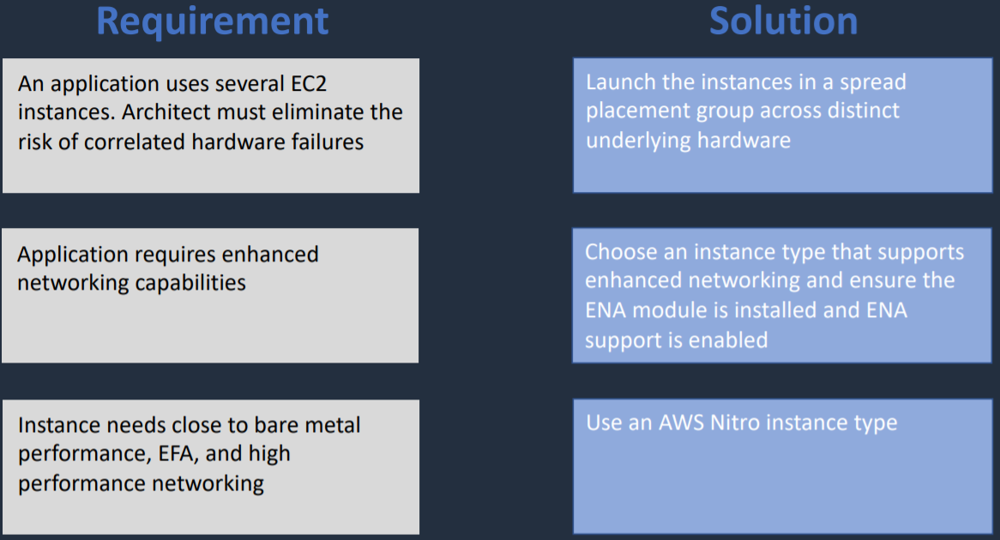 Requirement
Solution
An application uses several EC2
instances. Architect must eliminate the
risk of correlated hardware failures
Launch the instances in a spread
placement group across distinct
underlying hardware
Application requires enhanced
networking capabilities
Choose an instance type that supports
enhanced networking and ensure the
ENA module is installed and ENA
support is enabled
Instance needs close to bare metal
performance, EFA, and high
performance networking
Use an AWS Nitro instance type